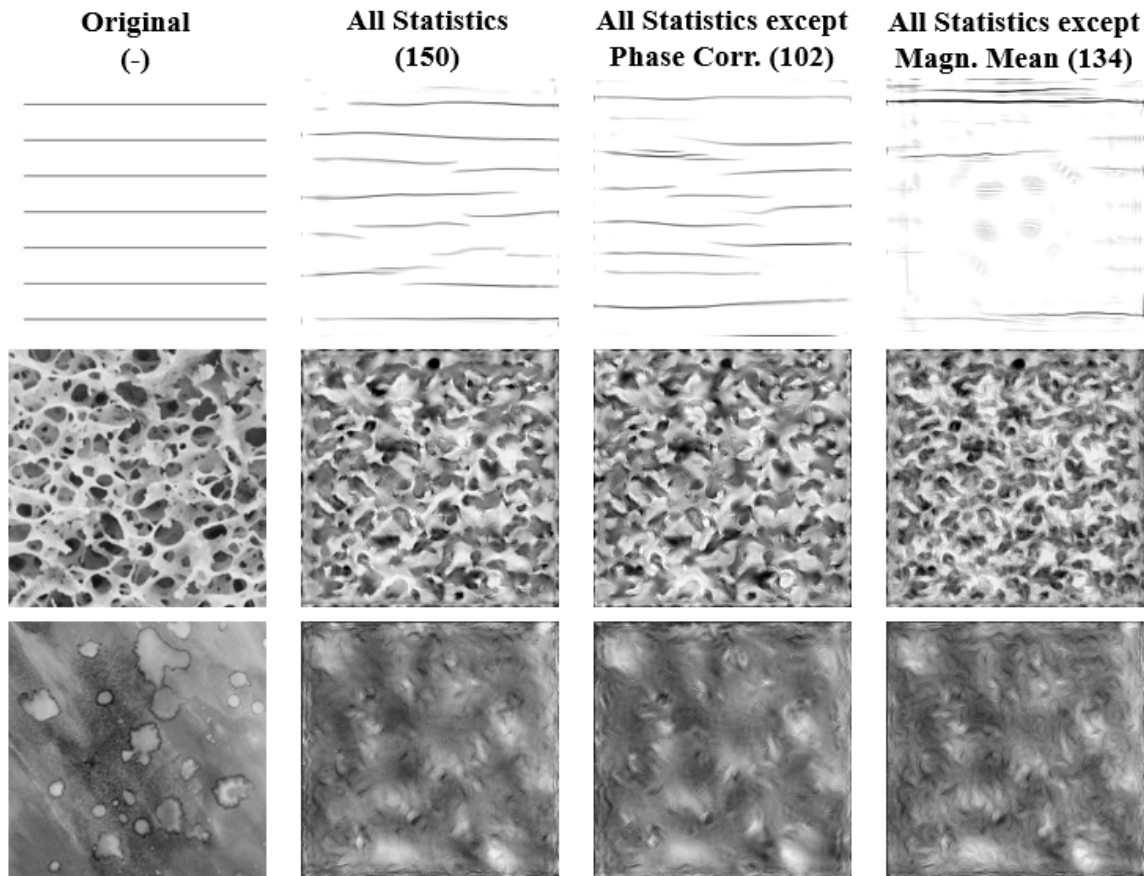 Original
(-)
All Statistics
(150)
All Statistics except
Phase Corr. (102)
All Statistics except
Magn. Mean (134)